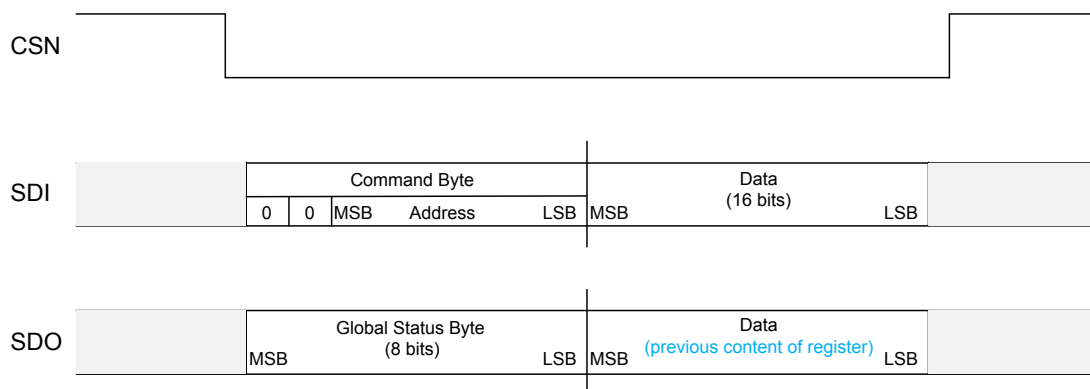 CSN
SDI
Command Byte
0 0 MSB Address LSB
MSB Data LSB
(16 bits)
SDO
Global Status Byte
(8 bits)
MSB LSB
Data
(previous content of register)
MSB LSB